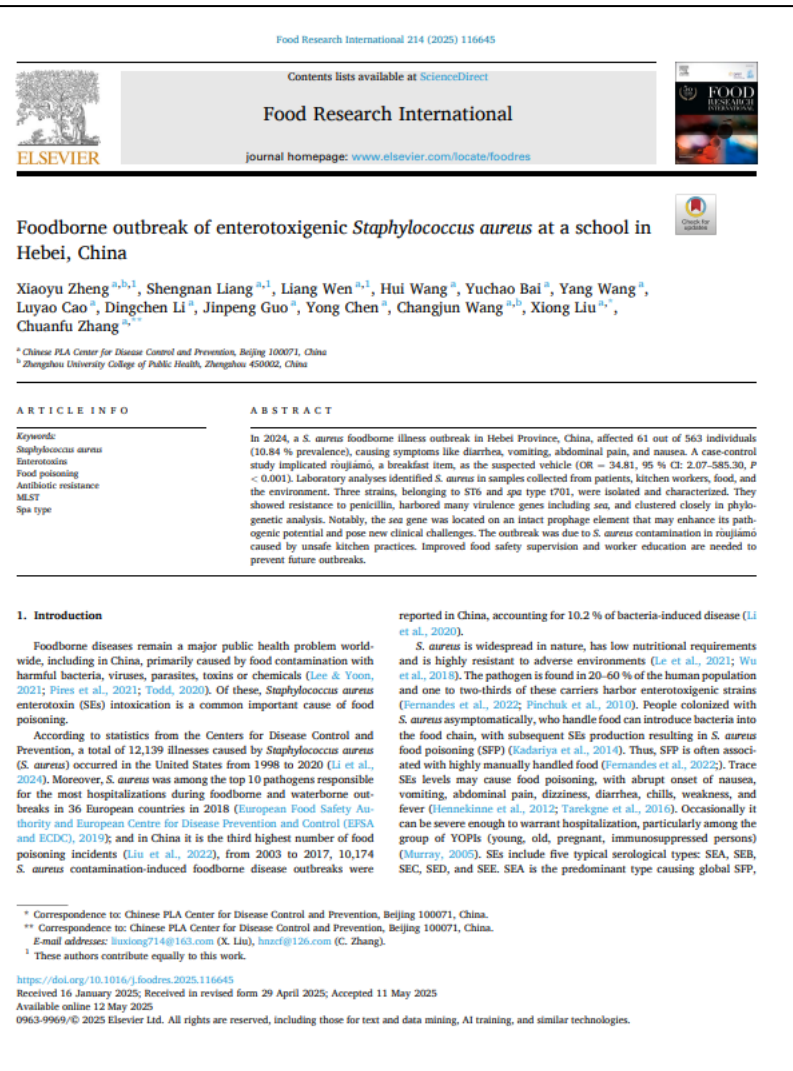 Food Research International 214 (2025) 116645
Contents lists available at ScienceDirect
Food Research International
journal homepage: www.elsevier.com/locate/foodres
ELSEVIER
FOOD
RESEARCH
INTERNATIONAL
Check for
updates
Foodborne outbreak of enterotoxigenic Staphylococcus aureus at a school in
Hebei, China
Xiaoyu Zheng a,b,1, Shengnan Liang a,1, Liang Wen a,1, Hui Wang a, Yuchao Bai a, Yang Wang a,
Luyao Cao a, Dingchen Li a, Jinpeng Guo a, Yong Chen a, Changjun Wang a,b, Xiong Liu a,*,
Chuanfu Zhang a,**
a Chinese PLA Center for Disease Control and Prevention, Beijing 100071, China
b Zhengzhou University College of Public Health, Zhengzhou 450002, China
ARTICLE INFO
Keywords:
Staphylococcus aureus
Enterotoxins
Food poisoning
Antibiotic resistance
MLST
Spa type
ABSTRACT
In 2024, a S. aureus foodborne illness outbreak in Hebei Province, China, affected 61 out of 563 individuals
(10.84 % prevalence), causing symptoms like diarrhea, vomiting, abdominal pain, and nausea. A case-control
study implicated ròujiāmó, a breakfast item, as the suspected vehicle (OR = 34.81, 95 % CI: 2.07–585.30, P
< 0.001). Laboratory analyses identified S. aureus in samples collected from patients, kitchen workers, food, and
the environment. Three strains, belonging to ST6 and spa type t701, were isolated and characterized. They
showed resistance to penicillin, harbored many virulence genes including sea, and clustered closely in phylo-
genetic analysis. Notably, the sea gene was located on an intact prophage element that may enhance its path-
ogenic potential and pose new clinical challenges. The outbreak was due to S. aureus contamination in ròujiāmó
caused by unsafe kitchen practices. Improved food safety supervision and worker education are needed to
prevent future outbreaks.
1. Introduction
Foodborne diseases remain a major public health problem world-
wide, including in China, primarily caused by food contamination with
harmful bacteria, viruses, parasites, toxins or chemicals (Lee & Yoon,
2021; Pires et al., 2021; Todd, 2020). Of these, Staphylococcus aureus
enterotoxin (SEs) intoxication is a common important cause of food
poisoning.
According to statistics from the Centers for Disease Control and
Prevention, a total of 12,139 illnesses caused by Staphylococcus aureus
(S. aureus) occurred in the United States from 1998 to 2020 (Li et al.,
2024). Moreover, S. aureus was among the top 10 pathogens responsible
for the most hospitalizations during foodborne and waterborne out-
breaks in 36 European countries in 2018 (European Food Safety Au-
thority and European Centre for Disease Prevention and Control (EFSA
and ECDC), 2019); and in China it is the third highest number of food
poisoning incidents (Liu et al., 2022), from 2003 to 2017, 10,174
S. aureus contamination-induced foodborne disease outbreaks were
reported in China, accounting for 10.2 % of bacteria-induced disease (Li
et al., 2020).
S. aureus is widespread in nature, has low nutritional requirements
and is highly resistant to adverse environments (Le et al., 2021; Wu
et al., 2018). The pathogen is found in 20–60 % of the human population
and one to two-thirds of these carriers harbor enterotoxigenic strains
(Fernandes et al., 2022; Pinchuk et al., 2010). People colonized with
S. aureus asymptomatically, who handle food can introduce bacteria into
the food chain, with subsequent SEs production resulting in S. aureus
food poisoning (SFP) (Kadariya et al., 2014). Thus, SFP is often associ-
ated with highly manually handled food (Fernandes et al., 2022;). Trace
SEs levels may cause food poisoning, with abrupt onset of nausea,
vomiting, abdominal pain, dizziness, diarrhea, chills, weakness, and
fever (Hennekinne et al., 2012; Tarekgne et al., 2016). Occasionally it
can be severe enough to warrant hospitalization, particularly among the
group of YOPIs (young, old, pregnant, immunosuppressed persons)
(Murray, 2005). SEs include five typical serological types: SEA, SEB,
SEC, SED, and SEE. SEA is the predominant type causing global SFP,
* Correspondence to: Chinese PLA Center for Disease Control and Prevention, Beijing 100071, China.
** Correspondence to: Chinese PLA Center for Disease Control and Prevention, Beijing 100071, China.
E-mail addresses: liuxiong714@163.com (X. Liu), hnzcf@126.com (C. Zhang).
1 These authors contribute equally to this work.
https://doi.org/10.1016/j.foodres.2025.116645
Received 16 January 2025; Received in revised form 29 April 2025; Accepted 11 May 2025
Available online 12 May 2025
0963-9969/© 2025 Elsevier Ltd. All rights are reserved, including those for text and data mining, AI training, and similar technologies.